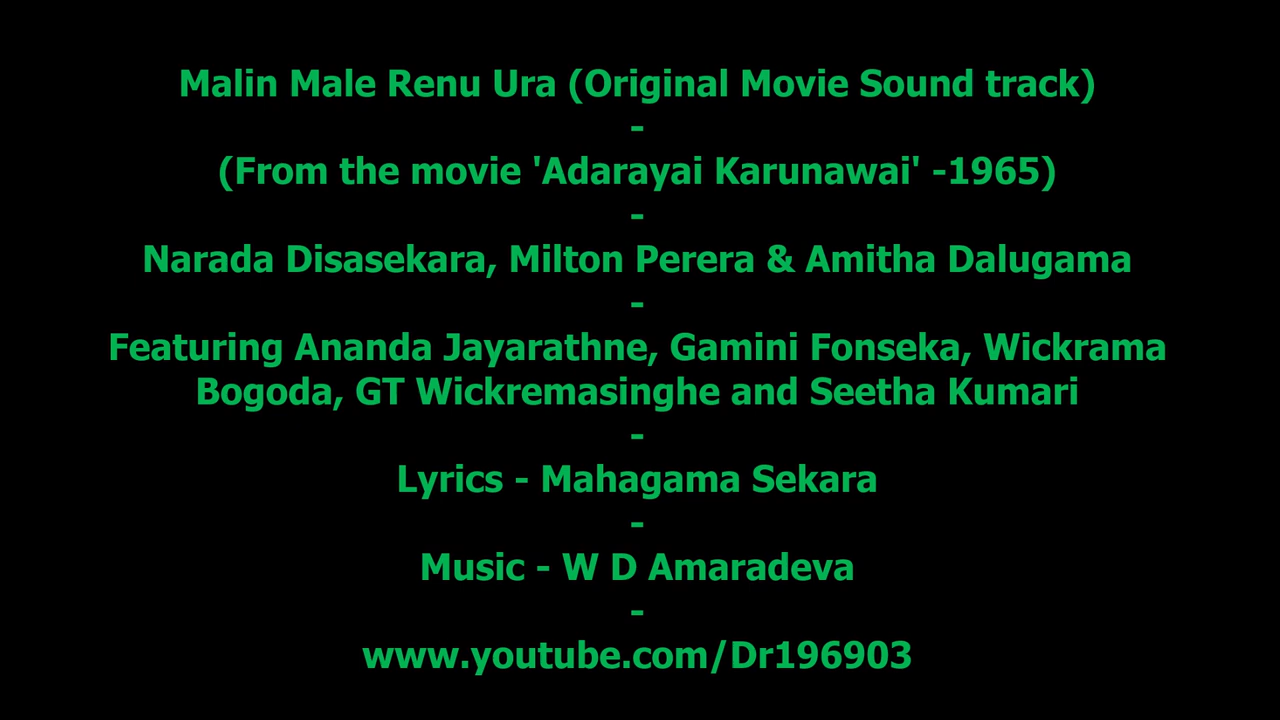 Malin Male Renu Ura (Original Movie Sound track)
-
(From the movie 'Adarayai Karunawai' -1965)
-
Narada Disasekara, Milton Perera & Amitha Dalugama
-
Featuring Ananda Jayarathne, Gamini Fonseka, Wickrama
Bogoda, GT Wickremasinghe and Seetha Kumari
-
Lyrics - Mahagama Sekara
-
Music - W D Amaradeva
-
www.youtube.com/Dr196903